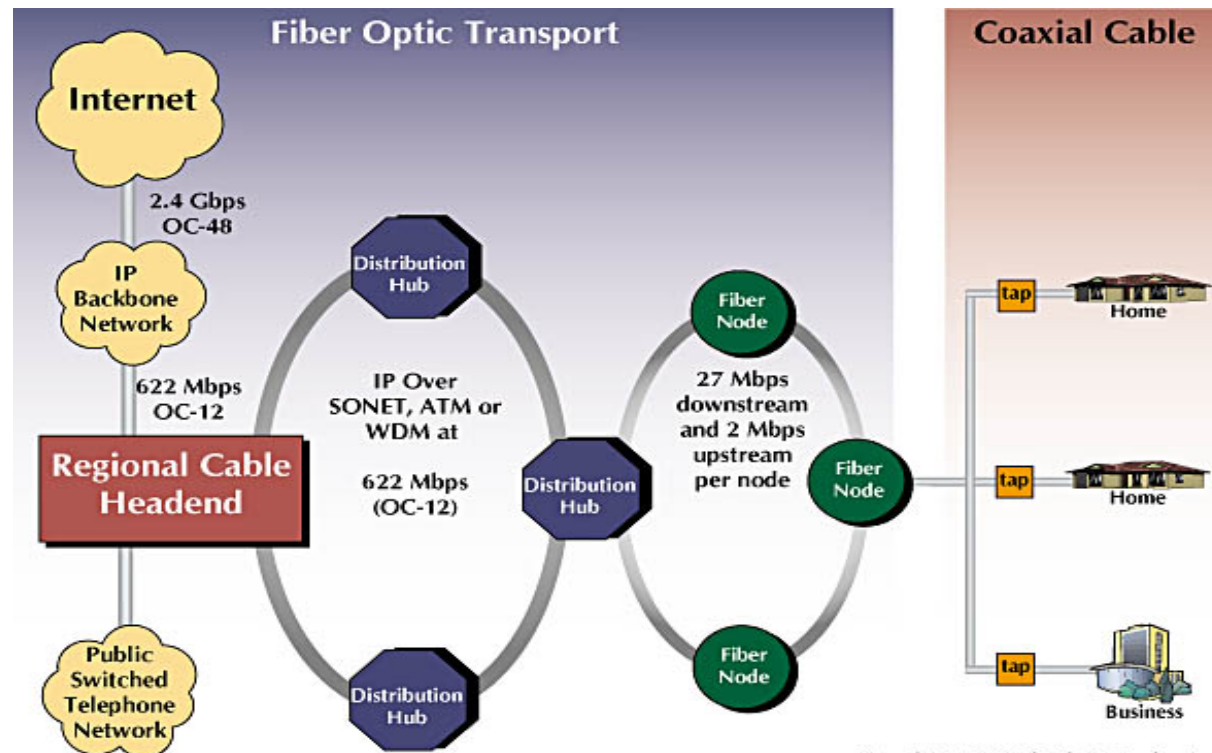 Fiber Optic Transport
Coaxial Cable
Internet
2.4 Gbps
OC-48
IP
Backbone
Network
622 Mbps
OC-12
Regional Cable
Headend
Public
Switched
Telephone
Network
Distribution
Hub
IP Over
SONET, ATM or
WDM at
622 Mbps
(OC-12)
Distribution
Hub
Distribution
Hub
Fiber
Node
27 Mbps
downstream
and 2 Mbps
upstream
per node
Fiber
Node
Fiber
Node
tap
Home
tap
Home
tap
Business